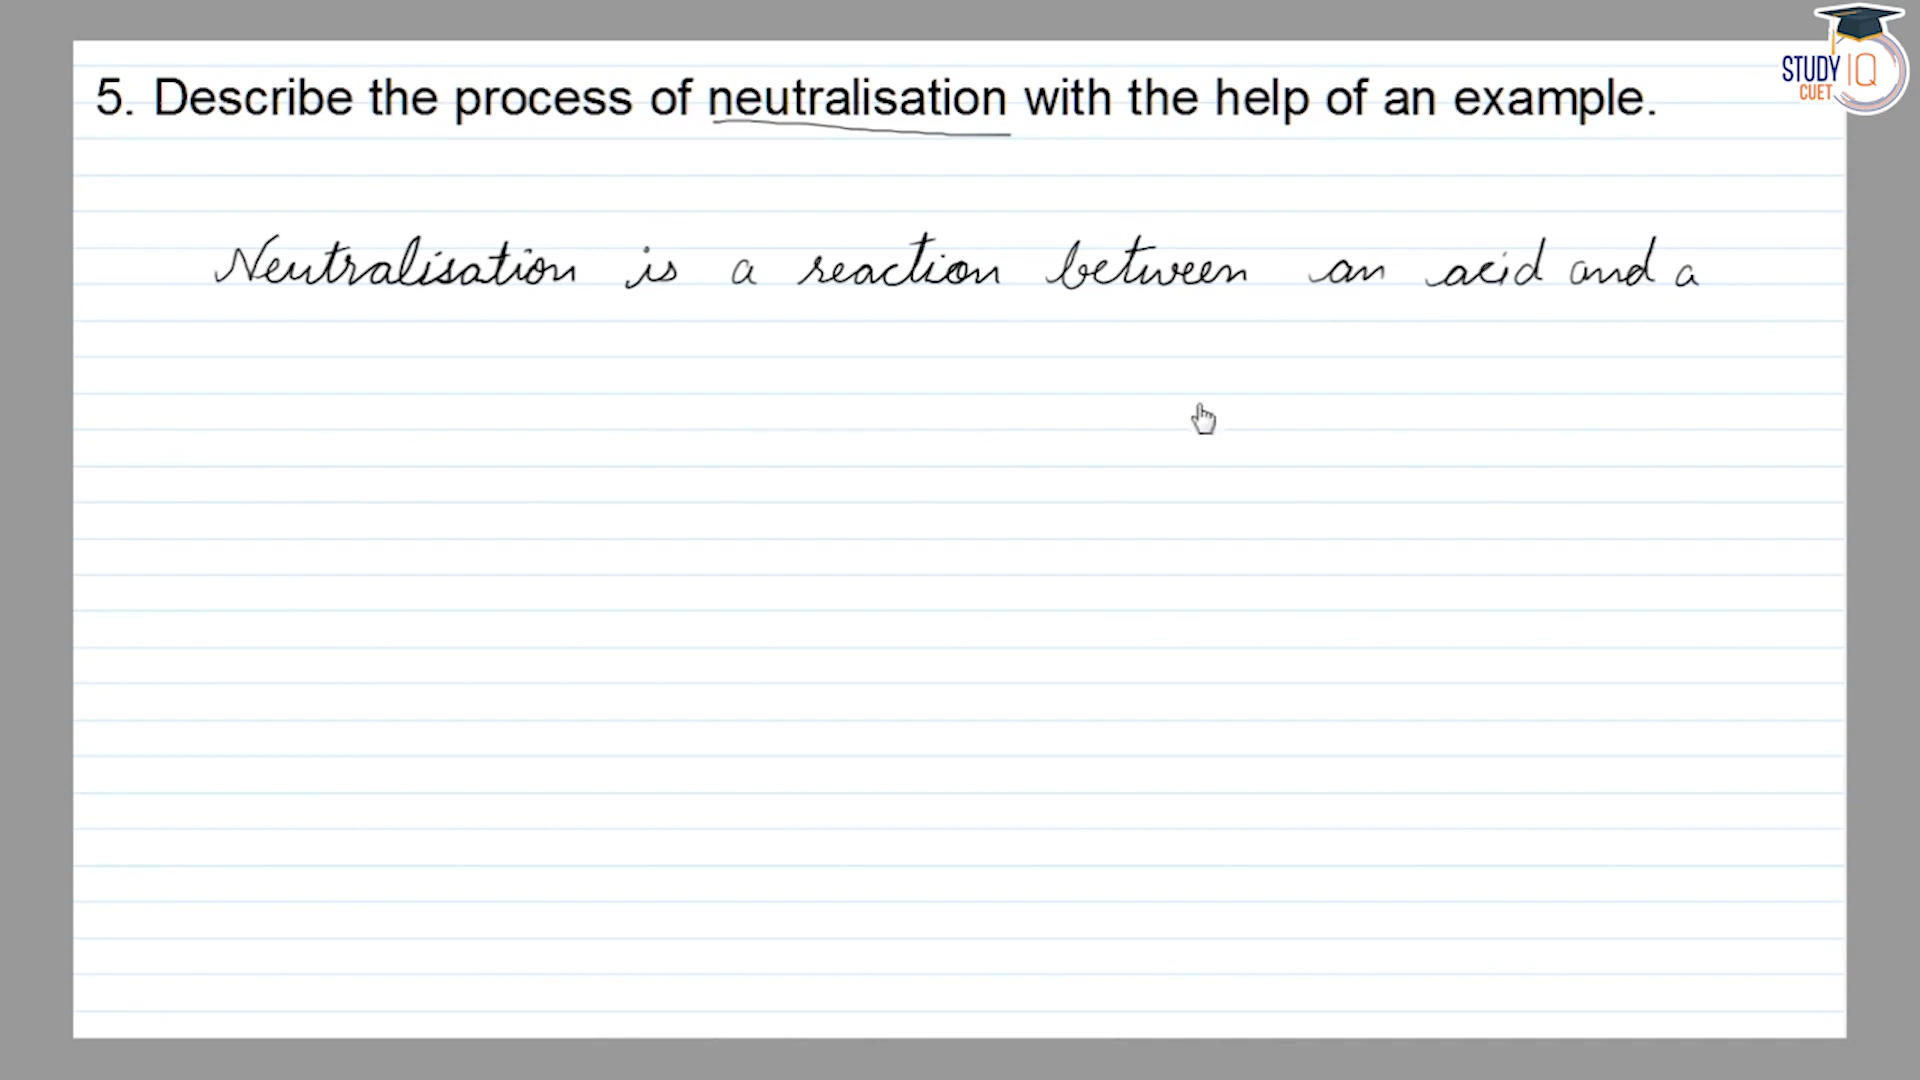 5. Describe the process of neutralisation with the help of an example.
Neutralisation is a reaction between an acid and a
STUDY IQ
CUET